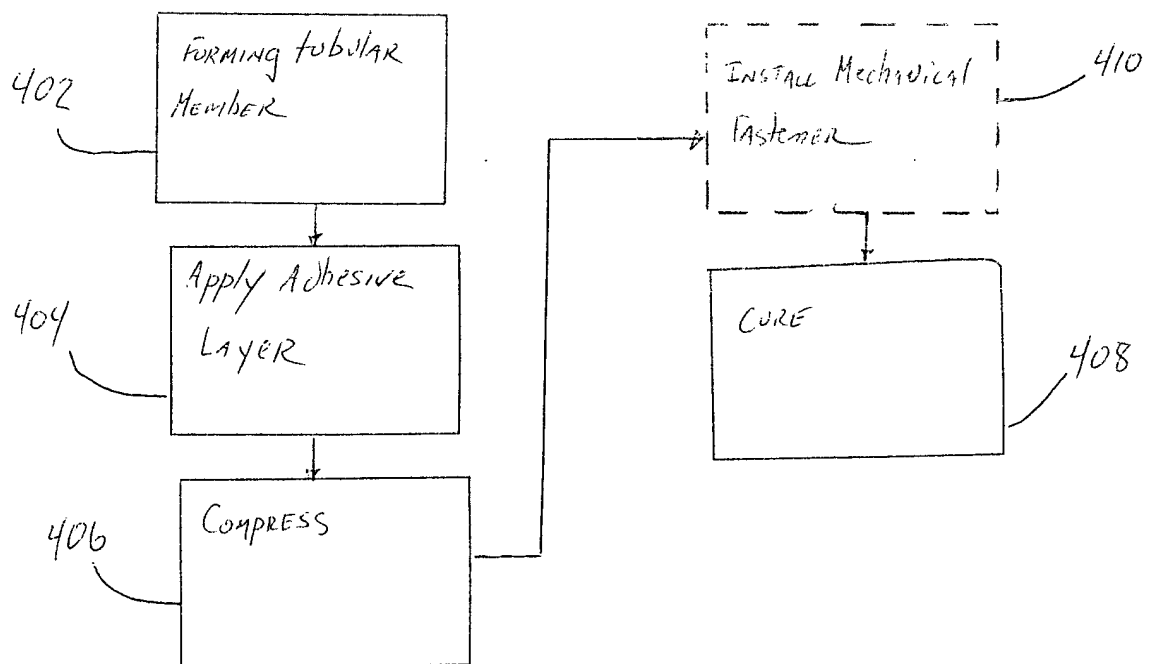 Forming tubular
Member
402
Apply Adhesive
Layer
404
Compress
406
Install Mechanical
Fastener
410
Cure
408